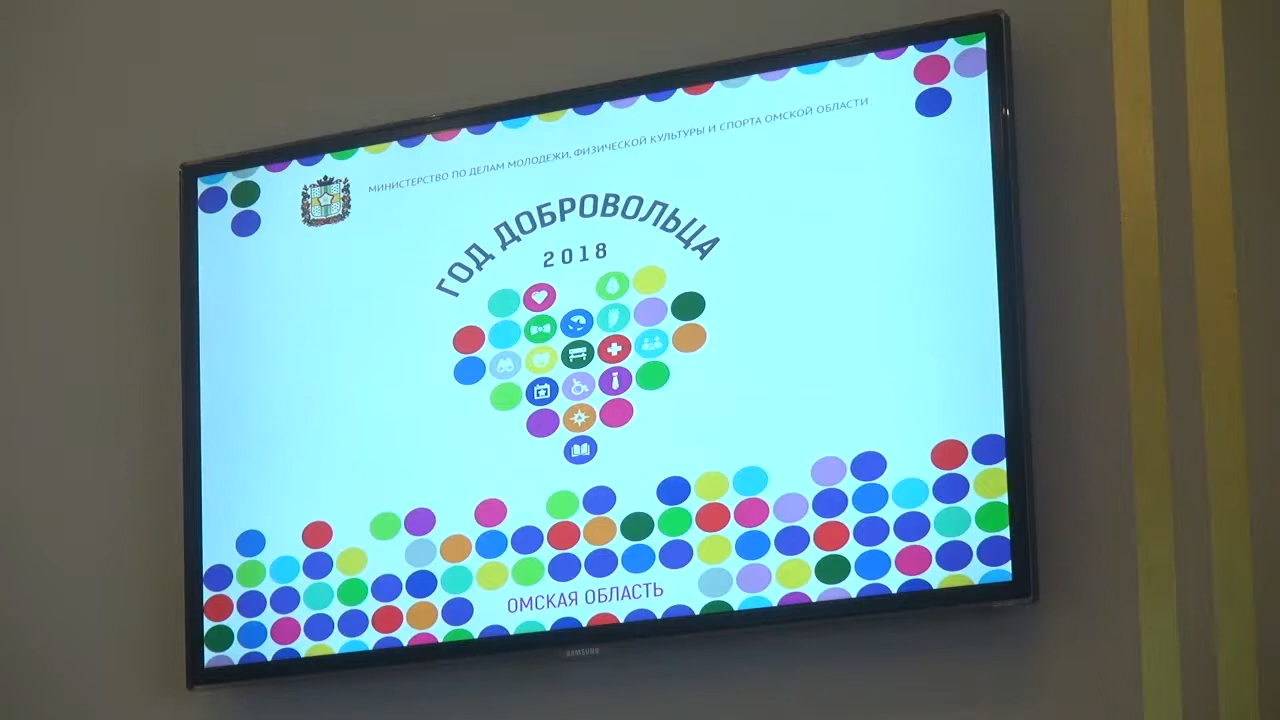 МИНИСТЕРСТВО ПО ДЕЛАМ МОЛОДЕЖИ, ФИЗИЧЕСКОЙ КУЛЬТУРЫ И СПОРТА ОМСКОЙ ОБЛАСТИ
ГОД ДОБРОВОЛЬЦА
2018
ОМСКАЯ ОБЛАСТЬ
SAMSUNG